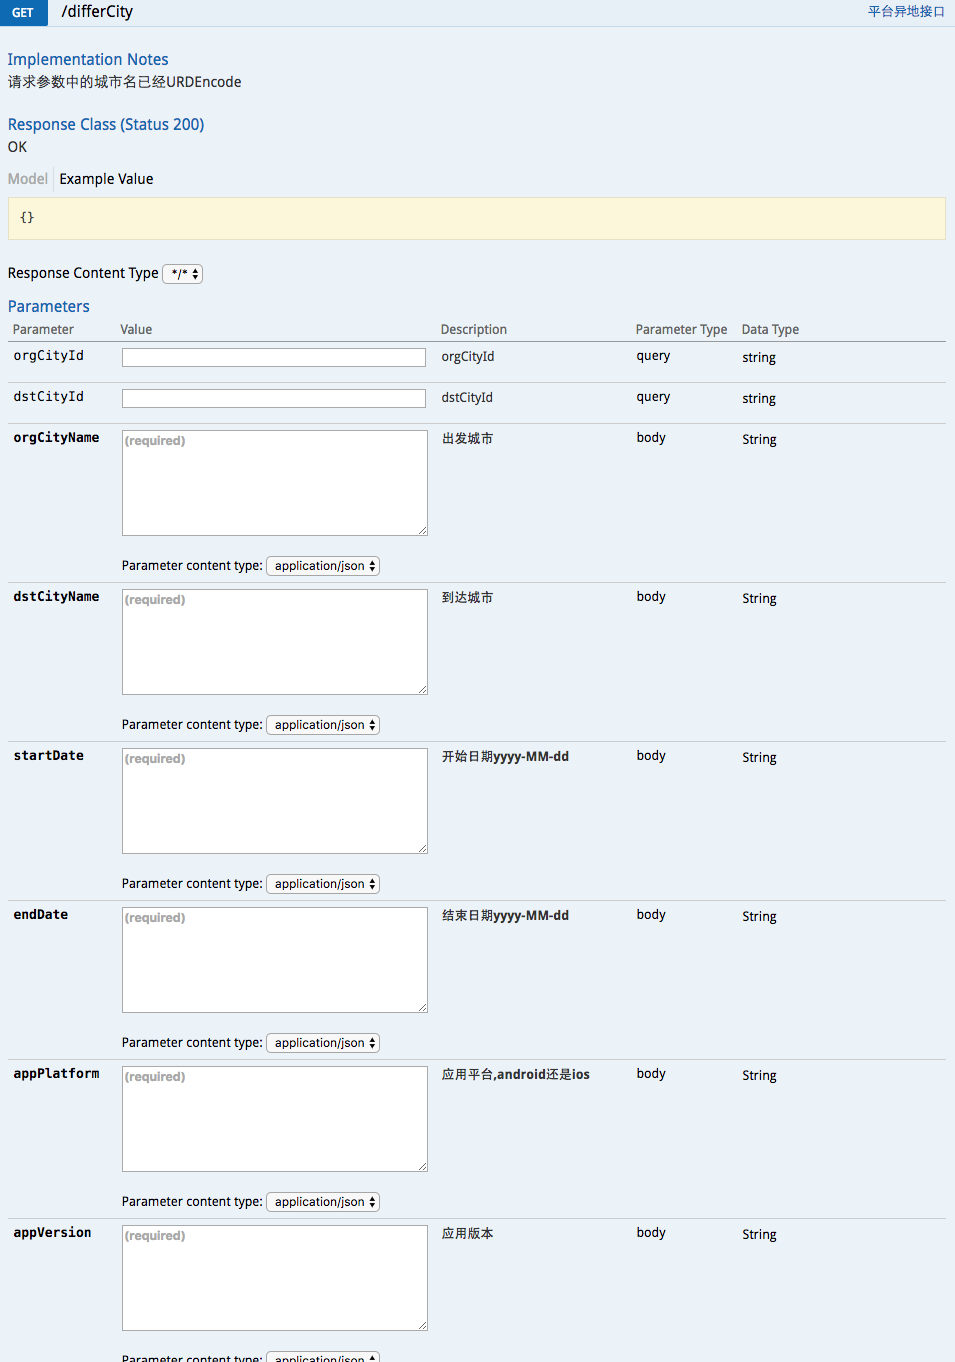 GET /differCity 平台异地接口
Implementation Notes
请求参数中的城市名已经URDEncode
Response Class (Status 200)
OK
Model Example Value
{}
Response Content Type */*
Parameters
Parameter Value Description Parameter Type Data Type
orgCityId orgCityId query string
dstCityId dstCityId query string
orgCityName (required) 出发城市 body String
Parameter content type: application/json
dstCityName (required) 到达城市 body String
Parameter content type: application/json
startDate (required) 开始日期yyyy-MM-dd body String
Parameter content type: application/json
endDate (required) 结束日期yyyy-MM-dd body String
Parameter content type: application/json
appPlatform (required) 应用平台,android还是ios body String
Parameter content type: application/json
appVersion (required) 应用版本 body String
Parameter content type: application/json